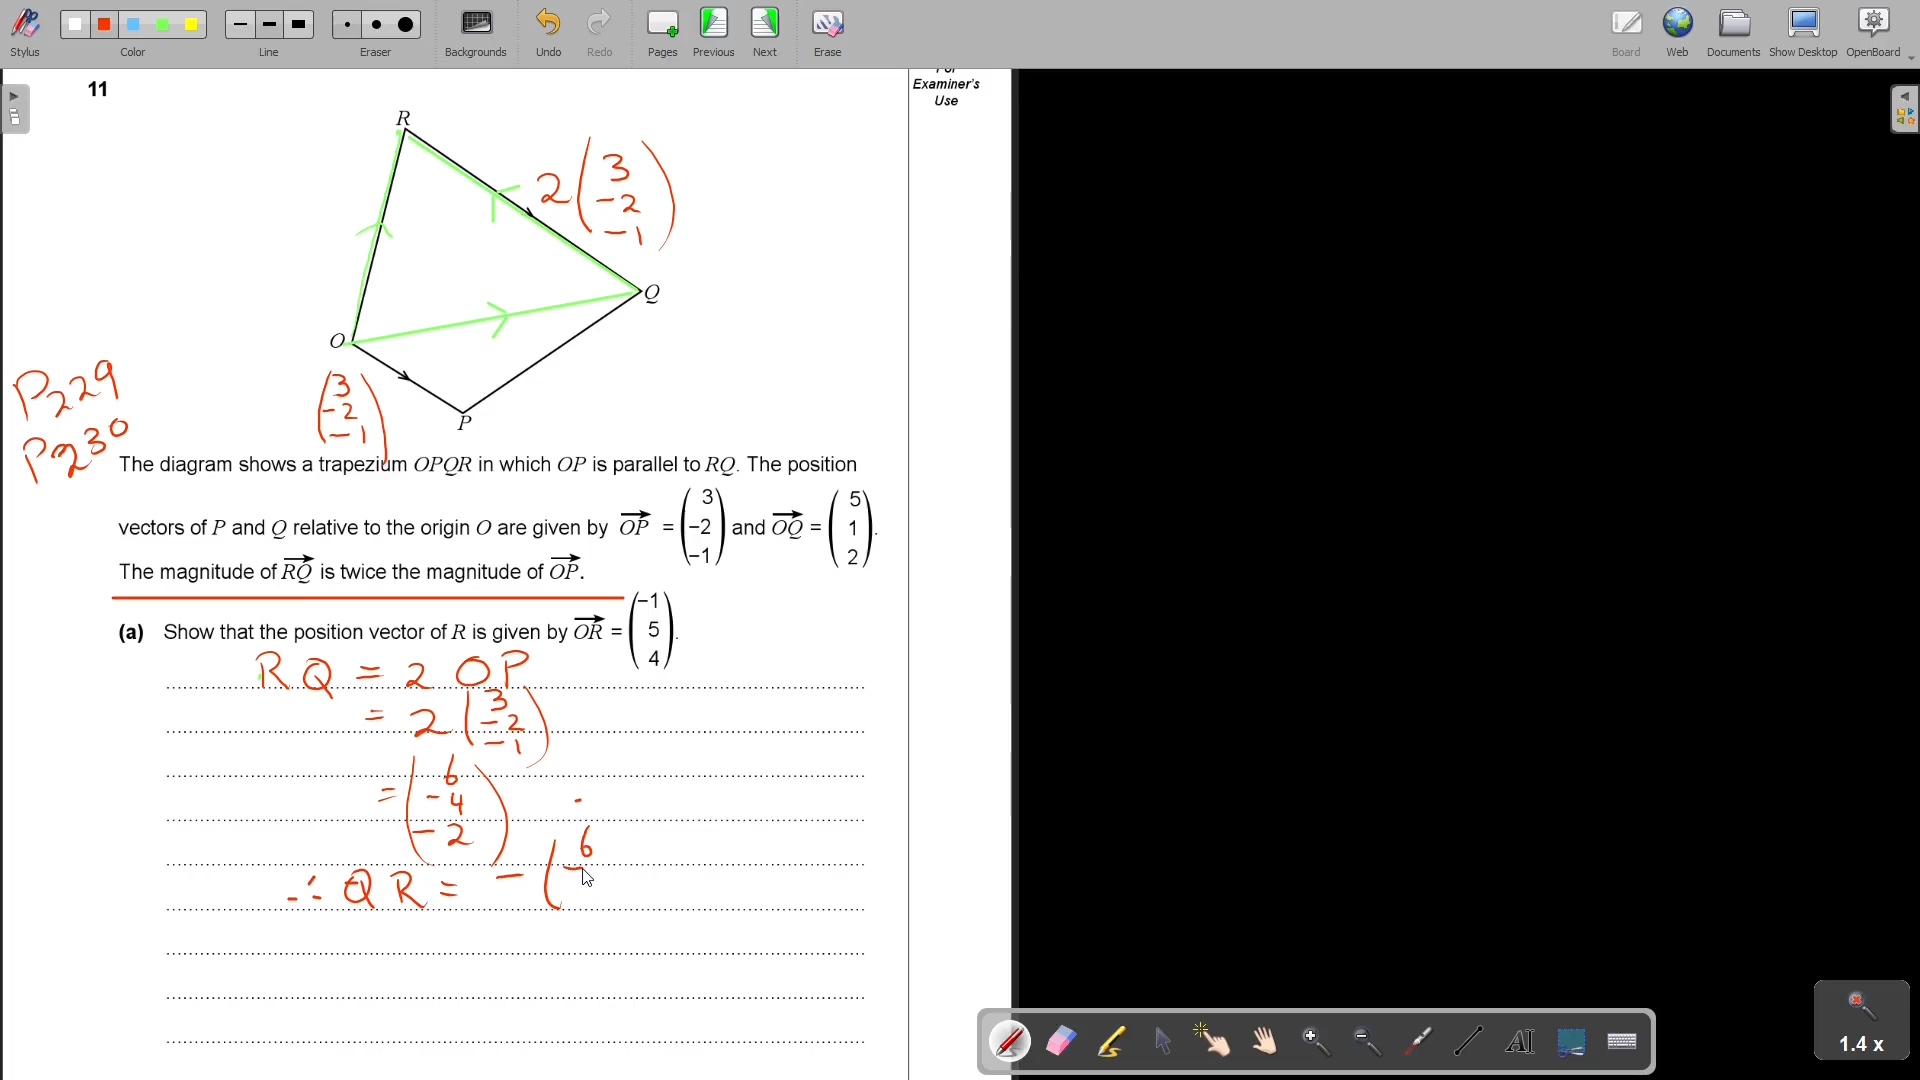 Stylus
Color
Line
Eraser
Backgrounds
Undo
Redo
Pages
Previous
Next
Erase
Board
Web
Documents
Show Desktop
OpenBoard
For
Examiner's
Use
11
R
2 ( 3
-2
-1 )
Q
O
P
( 3
-2
-1 )
P229
P230
The diagram shows a trapezium OPQR in which OP is parallel to RQ. The position
vectors of P and Q relative to the origin O are given by OP = ( 3 -2 -1 ) and OQ = ( 5 1 2 ).
The magnitude of RQ is twice the magnitude of OP.
(a) Show that the position vector of R is given by OR = ( -1 5 4 ).
RQ = 2 OP
= 2 ( 3 -2 -1 )
= ( 6 -4 -2 )
∴ QR = - ( 6 -
1.4 x